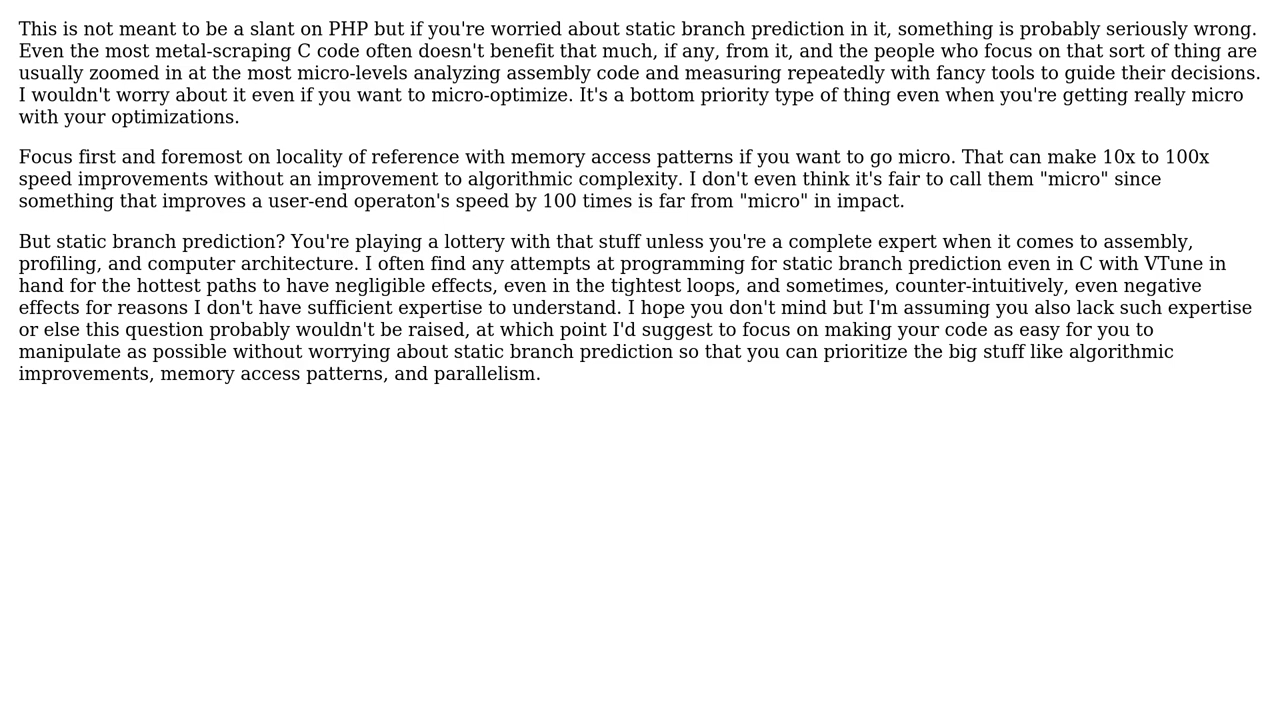 This is not meant to be a slant on PHP but if you're worried about static branch prediction in it, something is probably seriously wrong.
Even the most metal-scraping C code often doesn't benefit that much, if any, from it, and the people who focus on that sort of thing are
usually zoomed in at the most micro-levels analyzing assembly code and measuring repeatedly with fancy tools to guide their decisions.
I wouldn't worry about it even if you want to micro-optimize. It's a bottom priority type of thing even when you're getting really micro
with your optimizations.
Focus first and foremost on locality of reference with memory access patterns if you want to go micro. That can make 10x to 100x
speed improvements without an improvement to algorithmic complexity. I don't even think it's fair to call them "micro" since
something that improves a user-end operaton's speed by 100 times is far from "micro" in impact.
But static branch prediction? You're playing a lottery with that stuff unless you're a complete expert when it comes to assembly,
profiling, and computer architecture. I often find any attempts at programming for static branch prediction even in C with VTune in
hand for the hottest paths to have negligible effects, even in the tightest loops, and sometimes, counter-intuitively, even negative
effects for reasons I don't have sufficient expertise to understand. I hope you don't mind but I'm assuming you also lack such expertise
or else this question probably wouldn't be raised, at which point I'd suggest to focus on making your code as easy for you to
manipulate as possible without worrying about static branch prediction so that you can prioritize the big stuff like algorithmic
improvements, memory access patterns, and parallelism.